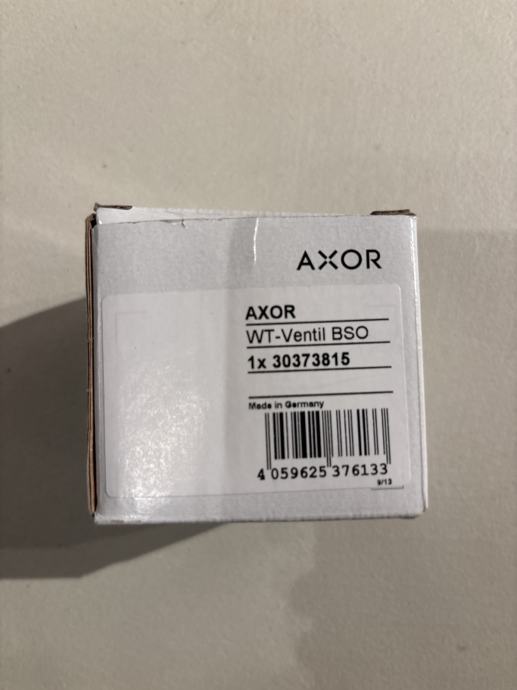 AXOR
AXOR
WT-Ventil BSO
1x 30373815
Made in Germany
4 059625 376133
9/13